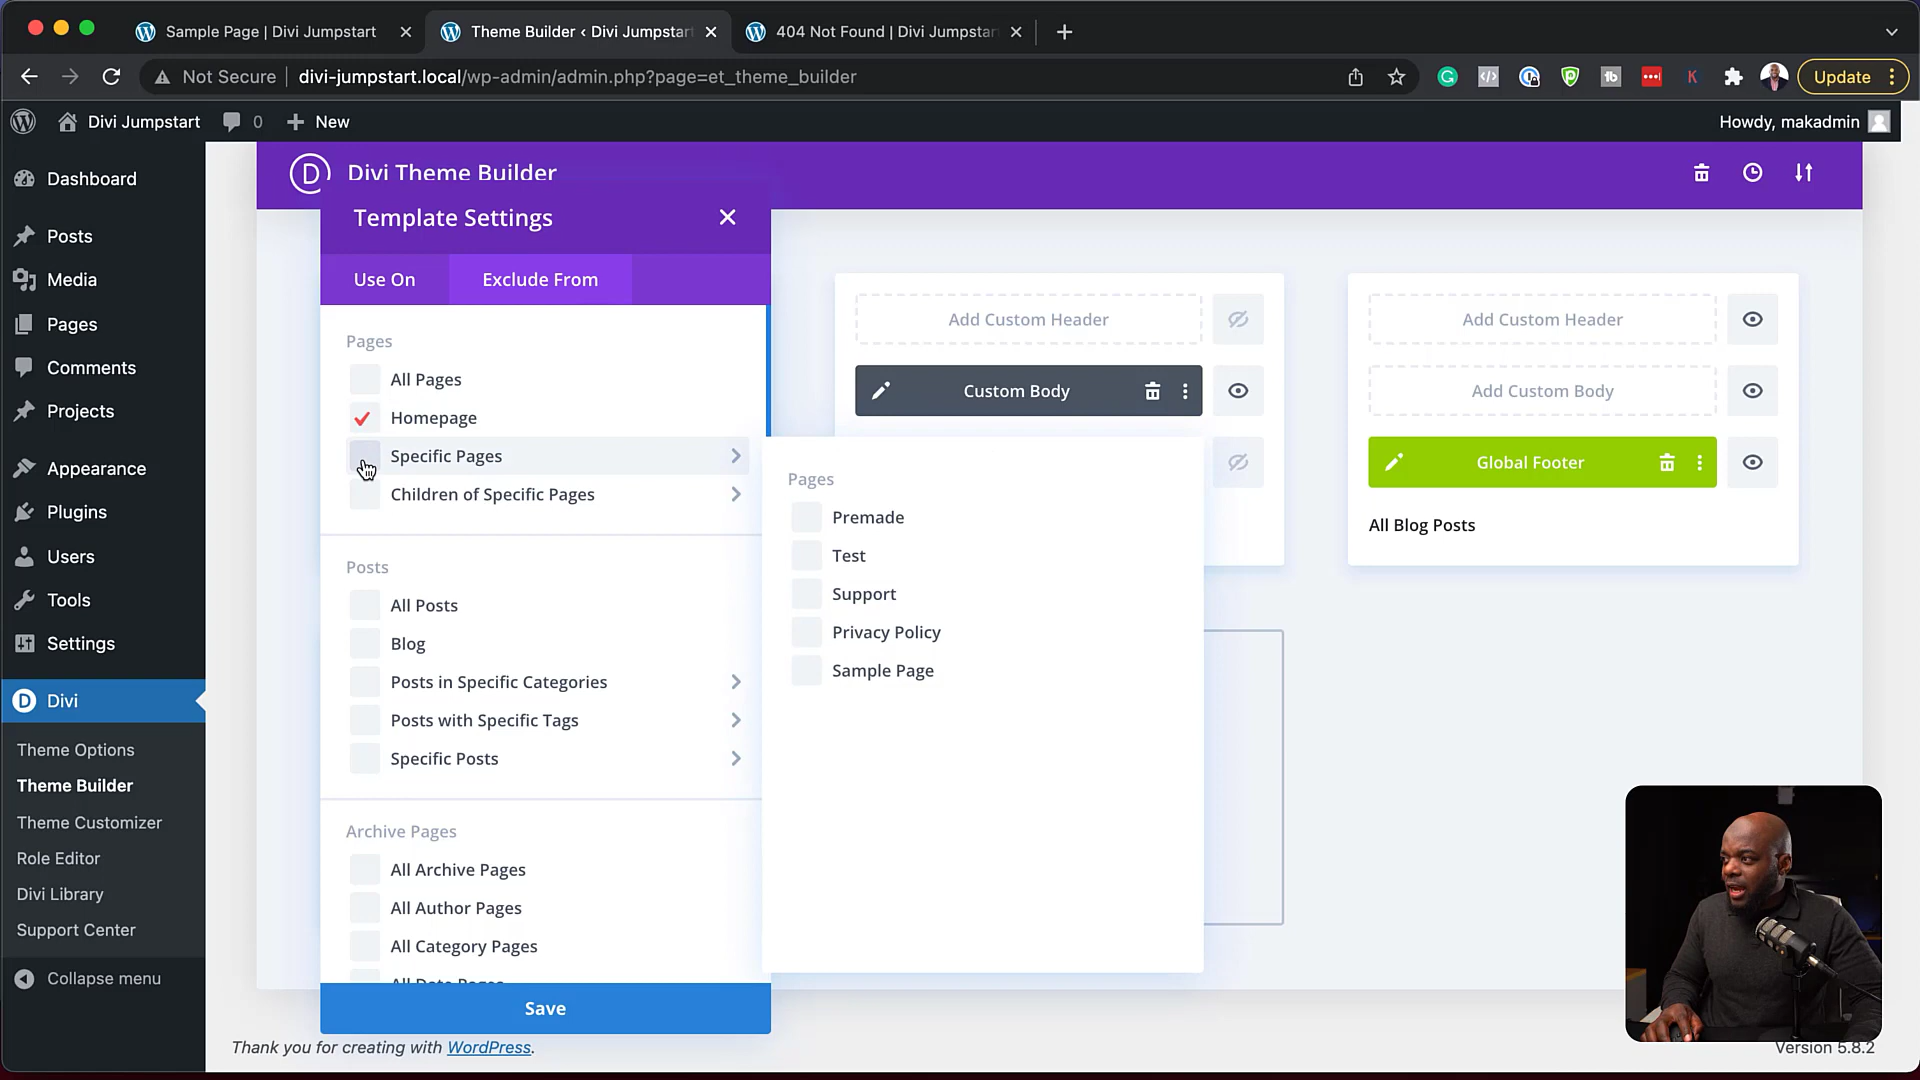 Sample Page | Divi Jumpstart
Theme Builder ‹ Divi Jumpstart
404 Not Found | Divi Jumpstar
Not Secure
divi-jumpstart.local/wp-admin/admin.php?page=et_theme_builder
Update
Divi Jumpstart
0
New
Howdy, makadmin
Dashboard
Posts
Media
Pages
Comments
Projects
Appearance
Plugins
Users
Tools
Settings
Divi
Theme Options
Theme Builder
Theme Customizer
Role Editor
Divi Library
Support Center
Collapse menu
D
Divi Theme Builder
Template Settings
Use On
Exclude From
Pages
All Pages
Homepage
Specific Pages
Children of Specific Pages
Posts
All Posts
Blog
Posts in Specific Categories
Posts with Specific Tags
Specific Posts
Archive Pages
All Archive Pages
All Author Pages
All Category Pages
All Date Pages
Save
Pages
Premade
Test
Support
Privacy Policy
Sample Page
Add Custom Header
Custom Body
Add Custom Header
Add Custom Body
Global Footer
All Blog Posts
Thank you for creating with WordPress.
Version 5.8.2